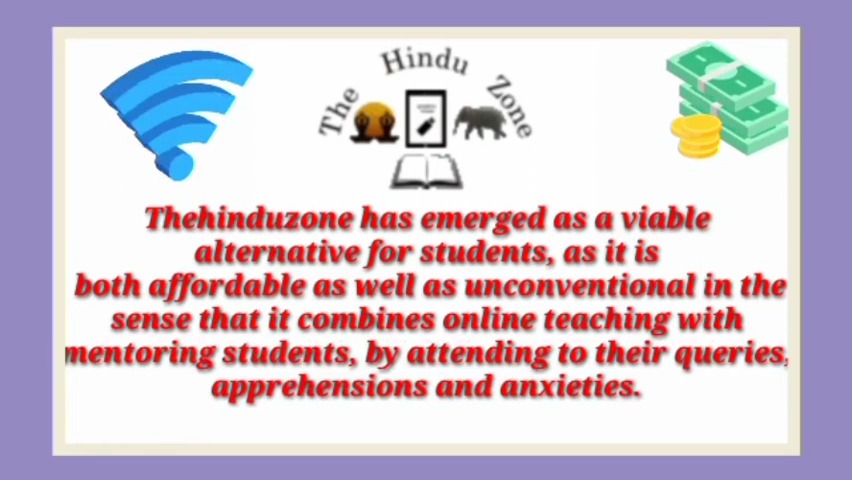 The Hindu Zone
Thehinduzone has emerged as a viable
alternative for students, as it is
both affordable as well as unconventional in the
sense that it combines online teaching with
mentoring students, by attending to their queries,
apprehensions and anxieties.